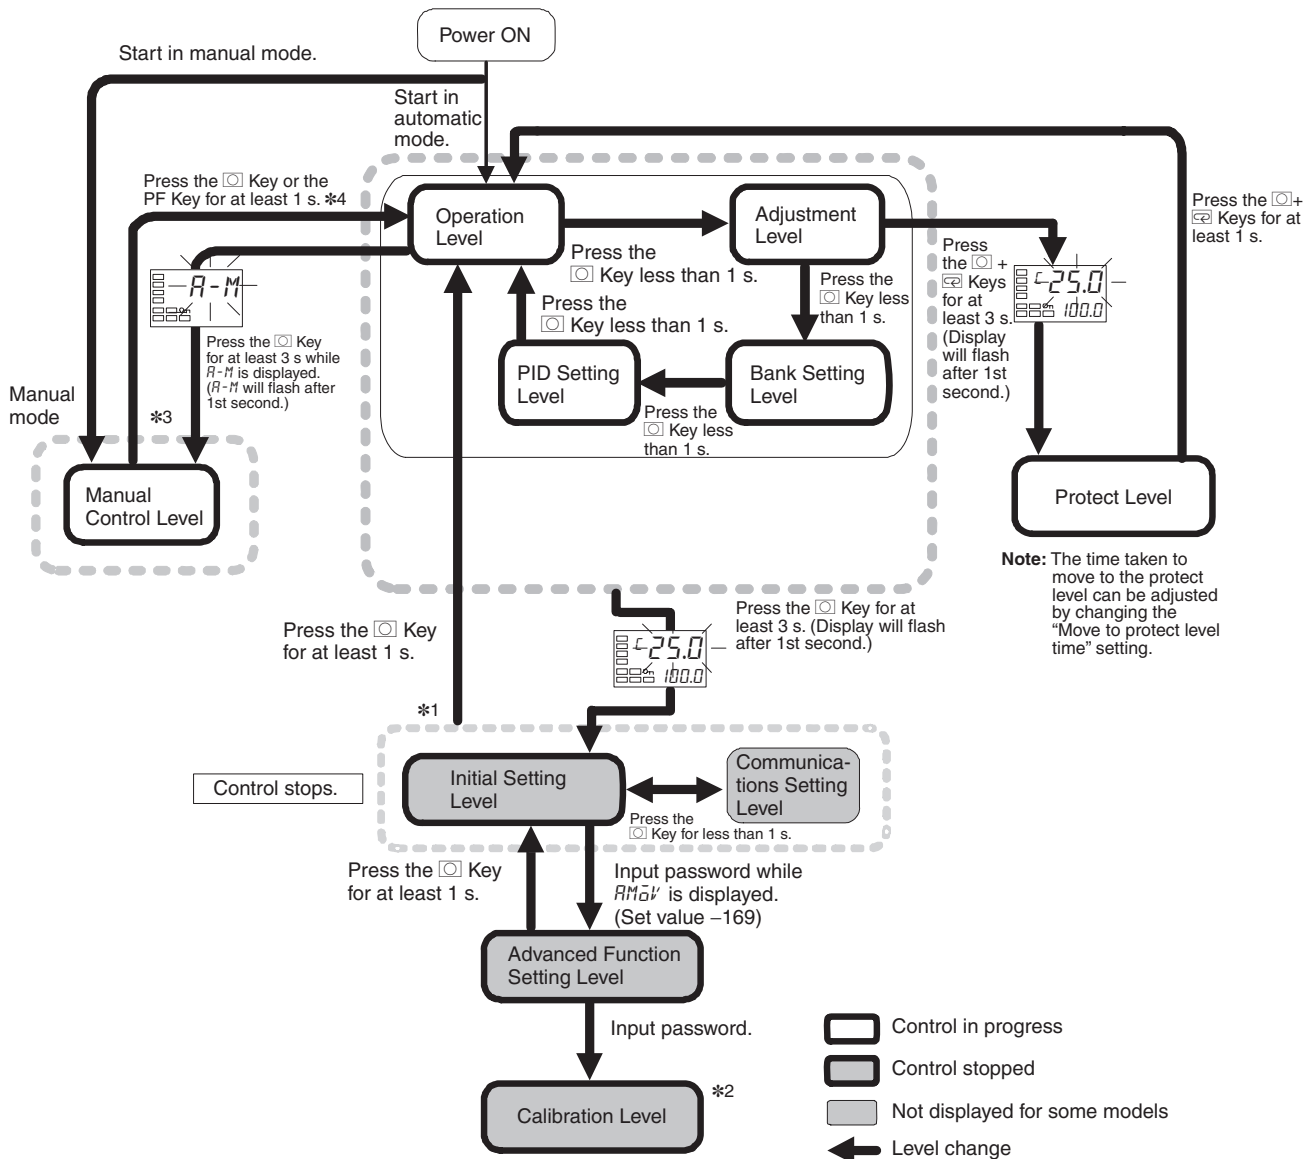 Power ON
Start in manual mode.
Start in
automatic
mode.
Press the Key or the
PF Key for at least 1 s. *4
Operation
Level
Adjustment
Level
Press the
Key less than 1 s.
Press the
Key less
than 1 s.
Press the
Key less than 1 s.
PID Setting
Level
Bank Setting
Level
Press the
Key less
than 1 s.
A-M
Press the Key
for at least 3 s while
A-M is displayed.
(A-M will flash after
1st second.)
Manual
mode
*3
Manual
Control Level
Press
the +
Keys
for at
least 3 s.
(Display
will flash
after 1st
second.)
C 25.0
100.0
Press the +
Keys for at
least 1 s.
Protect Level
Note: The time taken to
move to the protect
level can be adjusted
by changing the
“Move to protect level
time” setting.
Press the Key
for at least 1 s.
*1
Press the Key for at
least 3 s. (Display will flash
after 1st second.)
C 25.0
100.0
Control stops.
Initial Setting
Level
Communica-
tions Setting
Level
Press the
Key for less than 1 s.
Press the Key
for at least 1 s.
Input password while
AMoV is displayed.
(Set value –169)
Advanced Function
Setting Level
Input password.
Calibration Level
*2
Control in progress
Control stopped
Not displayed for some models
Level change